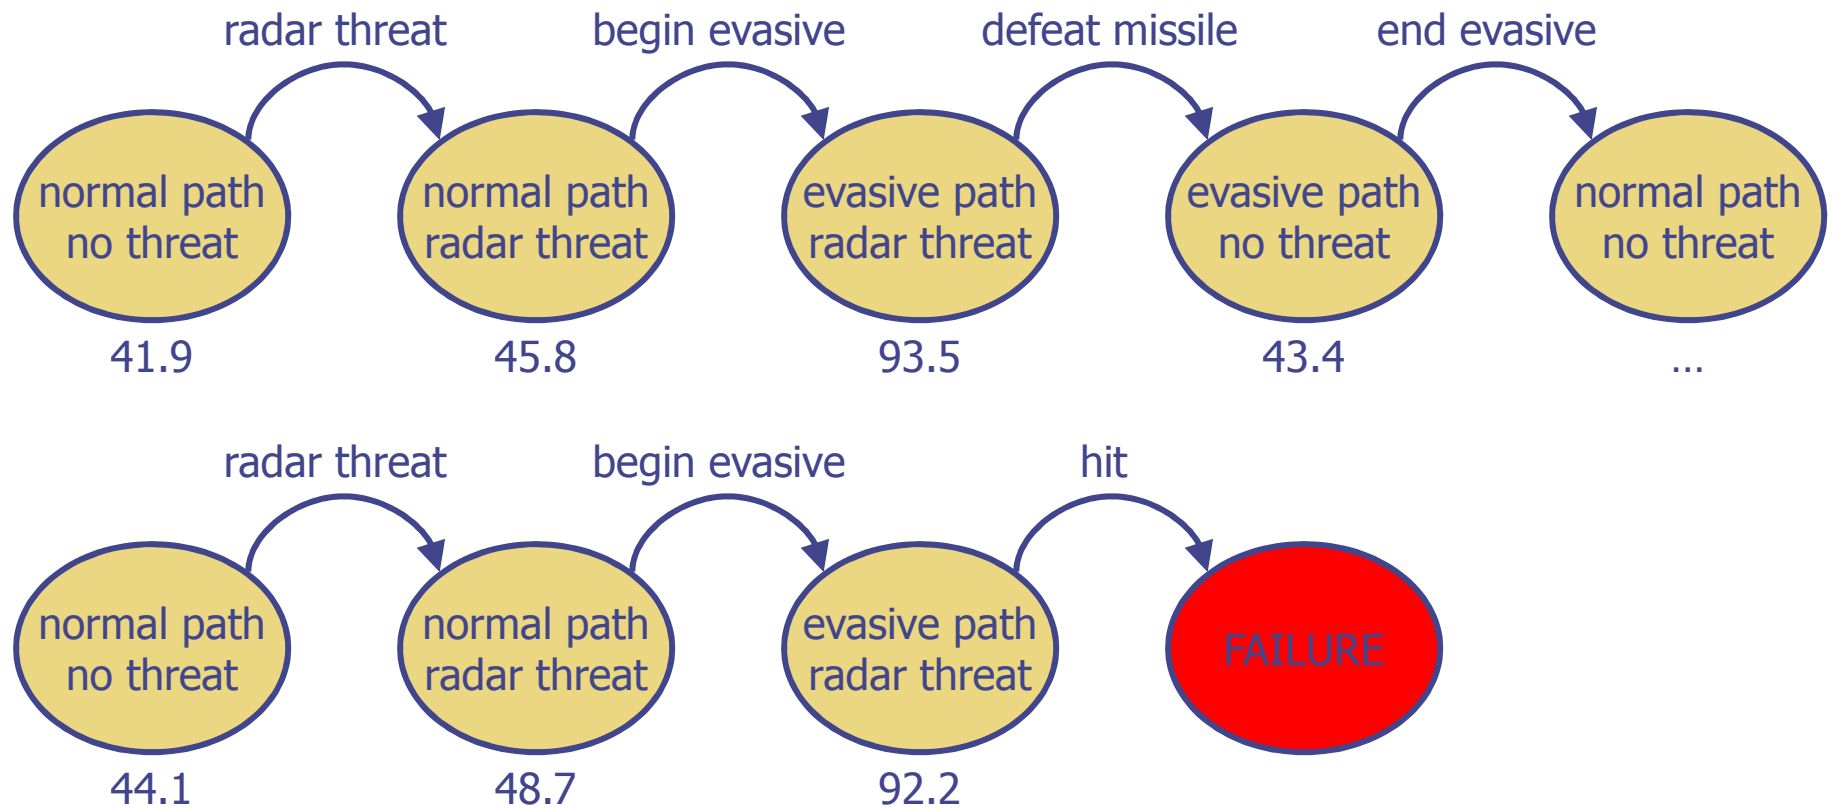 radar threat begin evasive defeat missile end evasive
normal path normal path evasive path evasive path normal path
no threat radar threat radar threat no threat no threat
41.9 45.8 93.5 43.4 ...
radar threat begin evasive hit
normal path normal path evasive path
no threat radar threat radar threat
FAILURE
44.1 48.7 92.2